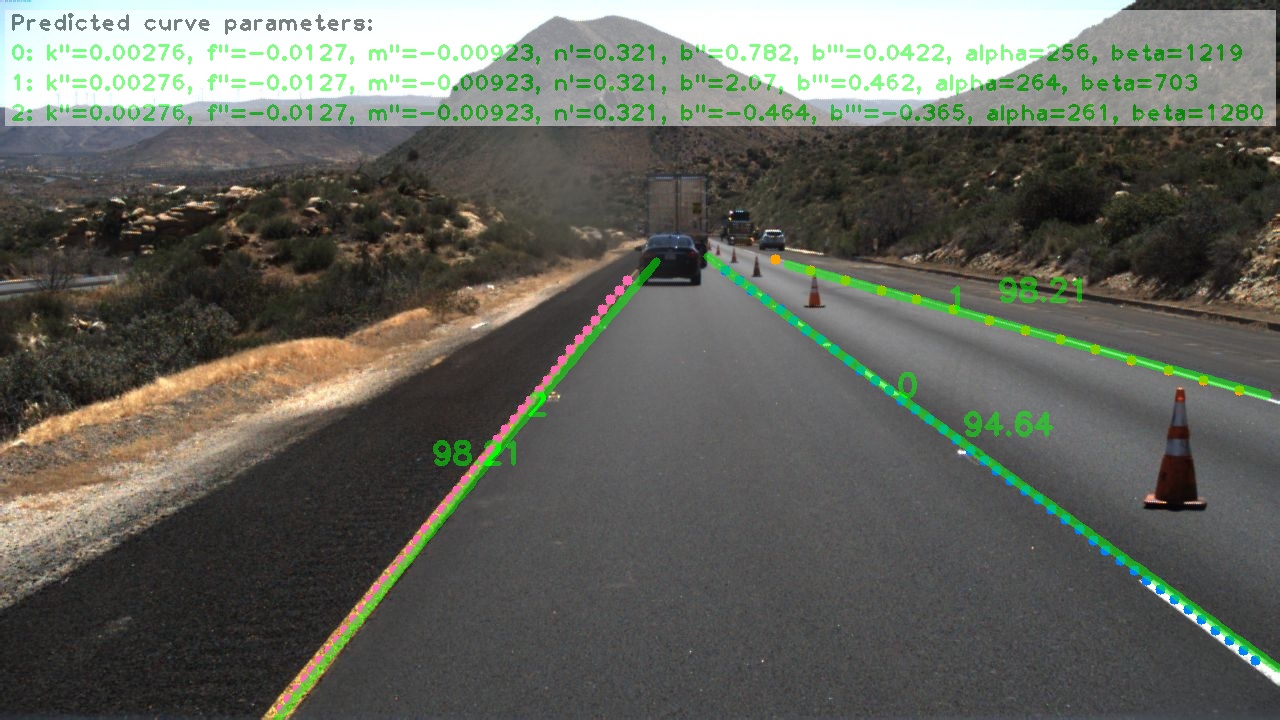 Predicted curve parameters:
0: k''=0.00276, f''=-0.0127, m''=-0.00923, n'=0.321, b''=0.782, b'''=0.0422, alpha=256, beta=1219
1: k''=0.00276, f''=-0.0127, m''=-0.00923, n'=0.321, b''=2.07, b'''=0.462, alpha=264, beta=703
2: k''=0.00276, f''=-0.0127, m''=-0.00923, n'=0.321, b''=-0.464, b'''=-0.365, alpha=261, beta=1280
1 98.21
0
94.64
2
98.21